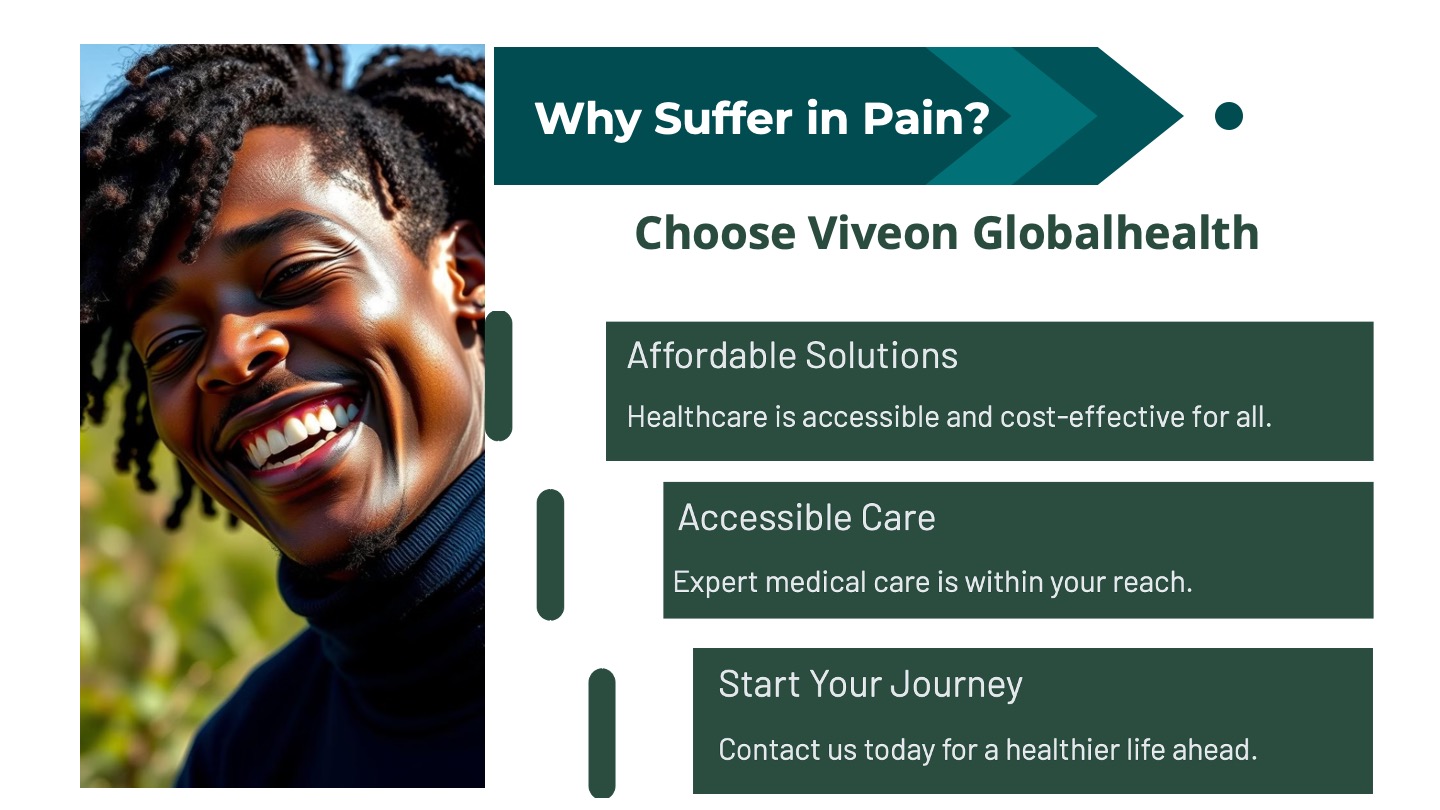 Why Suffer in Pain?
Choose Viveon Globalhealth
Affordable Solutions
Healthcare is accessible and cost-effective for all.
Accessible Care
Expert medical care is within your reach.
Start Your Journey
Contact us today for a healthier life ahead.